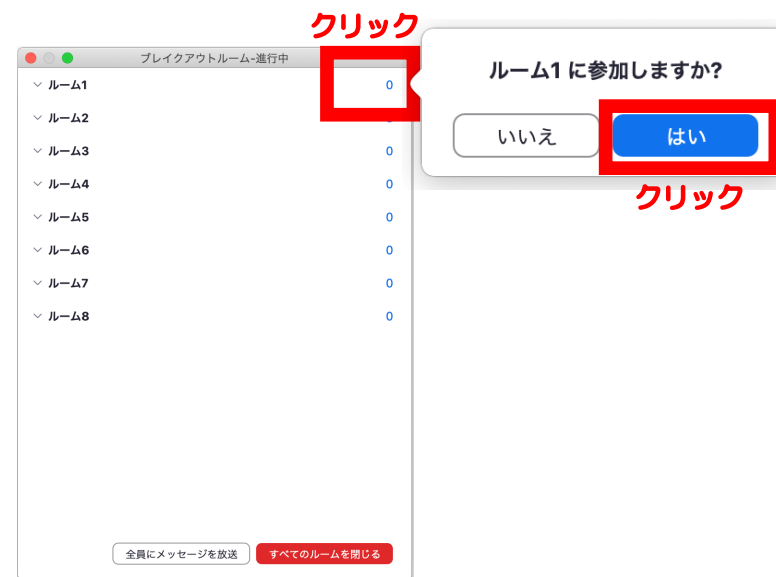 クリック
ブレイクアウトルーム-進行中
ルーム1 0
ルーム2
ルーム3 0
ルーム4 0
ルーム5 0
ルーム6 0
ルーム7 0
ルーム8 0
全員にメッセージを放送 すべてのルームを閉じる
ルーム1 に参加しますか?
いいえ はい
クリック